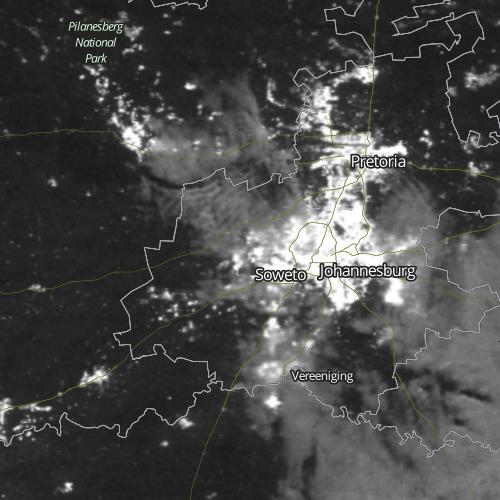 Pilanesberg
National
Park
Pretoria
Soweto
Johannesburg
Vereeniging